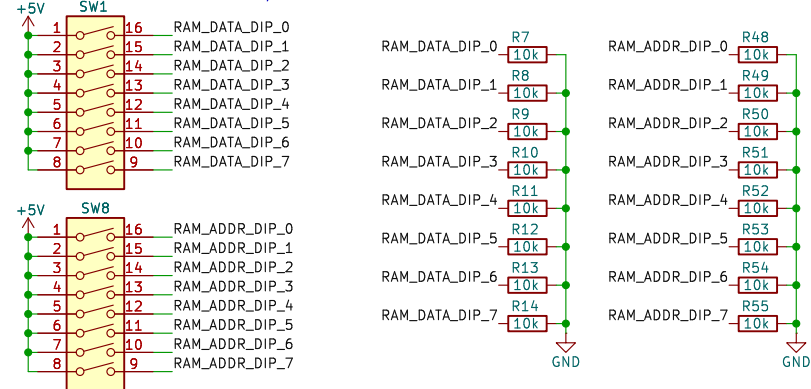 +5V
SW1
1 16 RAM_DATA_DIP_0
2 15 RAM_DATA_DIP_1
3 14 RAM_DATA_DIP_2
4 13 RAM_DATA_DIP_3
5 12 RAM_DATA_DIP_4
6 11 RAM_DATA_DIP_5
7 10 RAM_DATA_DIP_6
8 9 RAM_DATA_DIP_7
+5V
SW8
1 16 RAM_ADDR_DIP_0
2 15 RAM_ADDR_DIP_1
3 14 RAM_ADDR_DIP_2
4 13 RAM_ADDR_DIP_3
5 12 RAM_ADDR_DIP_4
6 11 RAM_ADDR_DIP_5
7 10 RAM_ADDR_DIP_6
8 9 RAM_ADDR_DIP_7
R7
RAM_DATA_DIP_0 10k
R8
RAM_DATA_DIP_1 10k
R9
RAM_DATA_DIP_2 10k
R10
RAM_DATA_DIP_3 10k
R11
RAM_DATA_DIP_4 10k
R12
RAM_DATA_DIP_5 10k
R13
RAM_DATA_DIP_6 10k
R14
RAM_DATA_DIP_7 10k
GND
R48
RAM_ADDR_DIP_0 10k
R49
RAM_ADDR_DIP_1 10k
R50
RAM_ADDR_DIP_2 10k
R51
RAM_ADDR_DIP_3 10k
R52
RAM_ADDR_DIP_4 10k
R53
RAM_ADDR_DIP_5 10k
R54
RAM_ADDR_DIP_6 10k
R55
RAM_ADDR_DIP_7 10k
GND